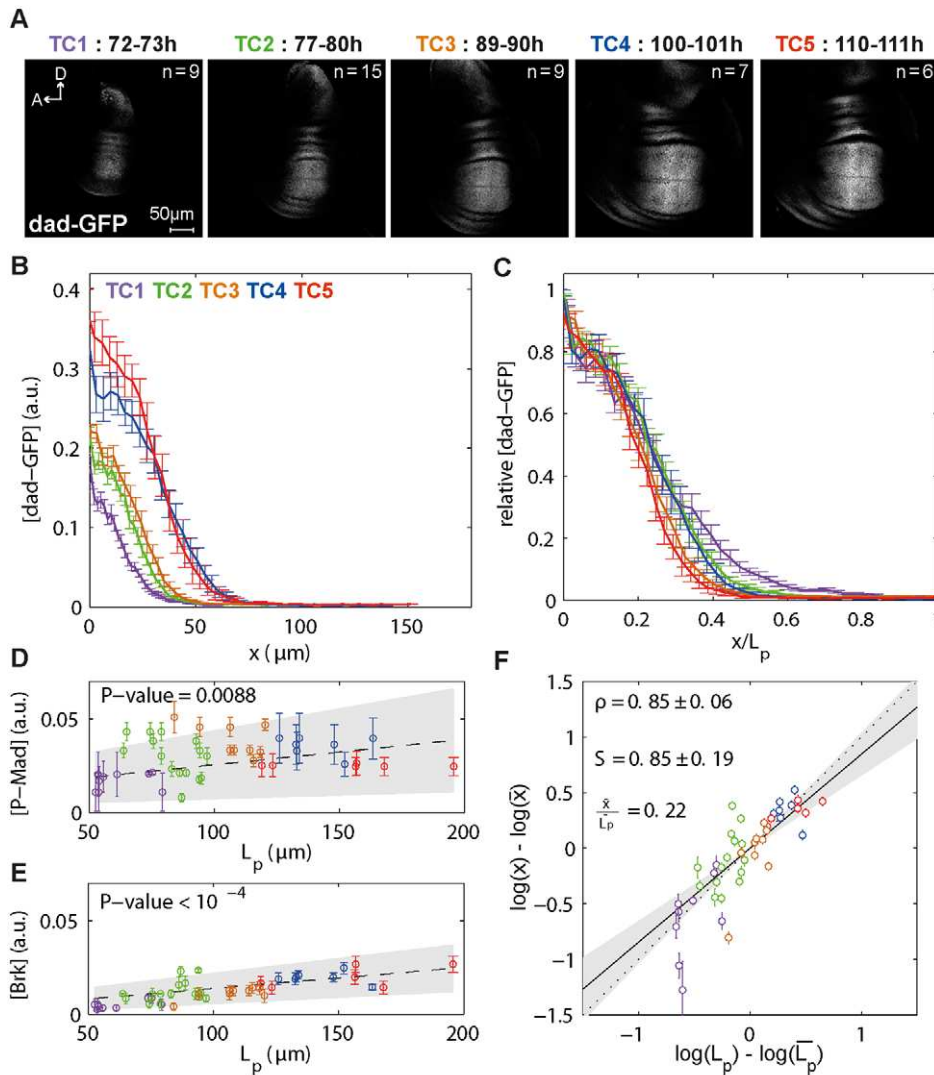 A
TC1 : 72-73h
TC2 : 77-80h
TC3 : 89-90h
TC4 : 100-101h
TC5 : 110-111h
n=9
n=15
n=9
n=7
n=6
D
A
dad-GFP
50μm
B
TC1 TC2 TC3 TC4 TC5
[dad-GFP] (a.u.)
0.4
0.3
0.2
0.1
0
0 50 100 150
x (μm)
C
relative [dad-GFP]
1
0.8
0.6
0.4
0.2
0
0 0.2 0.4 0.6 0.8
x/Lp
D
P-value = 0.0088
[P-Mad] (a.u.)
0.05
0
50 100 150 200
Lp (μm)
E
P-value < 10⁻⁴
[Brk] (a.u.)
0.05
0
50 100 150 200
Lp (μm)
F
ρ = 0.85 ± 0.06
S = 0.85 ± 0.19
x̄/L̄p = 0.22
log(x) - log(x̄)
1.5
1
0.5
0
-0.5
-1
-1.5
-1 0 1
log(Lp) - log(L̄p)